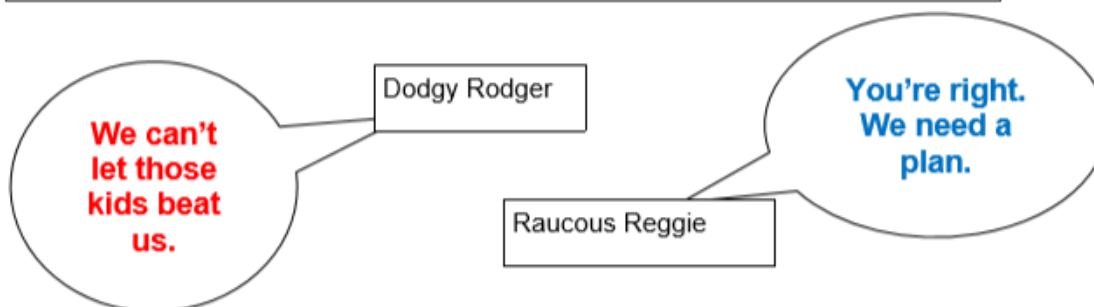 Dodgy Rodger
We can't
let those
kids beat
us.
You're right.
We need a
plan.
Raucous Reggie